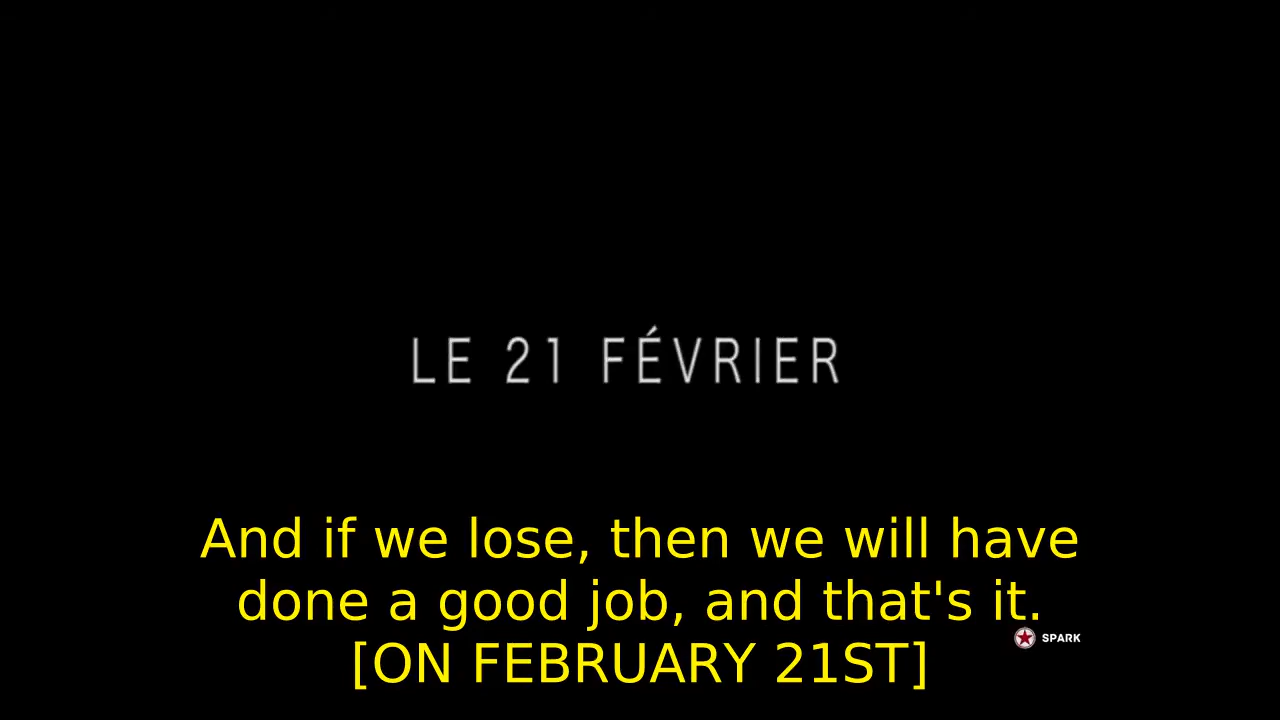 LE 21 FÉVRIER
And if we lose, then we will have
done a good job, and that's it.
SPARK
[ON FEBRUARY 21ST]